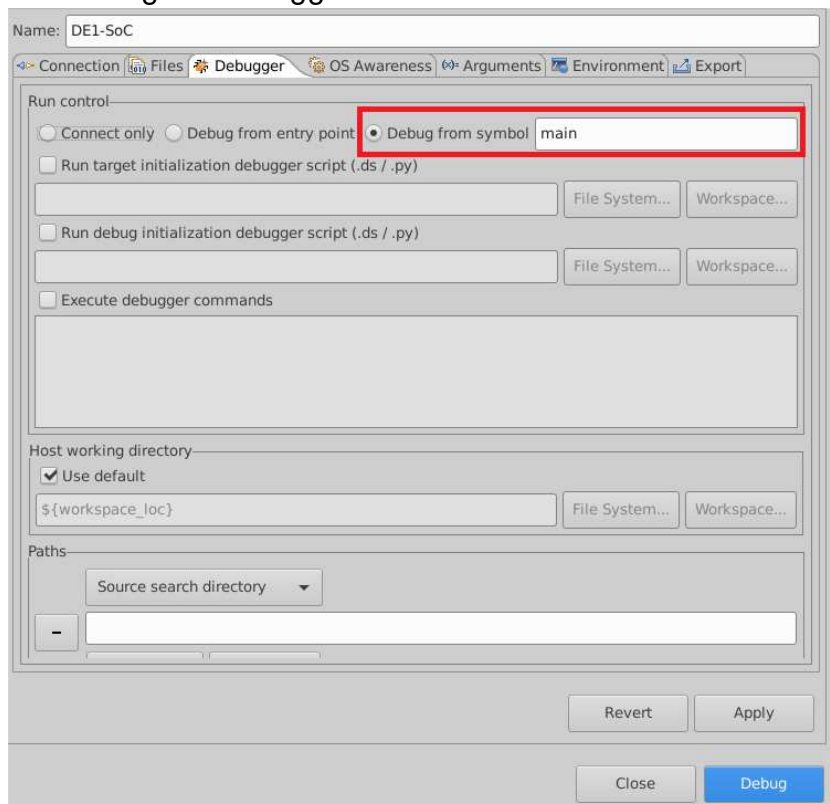 Name: DE1-SoC
Connection Files Debugger OS Awareness Arguments Environment Export
Run control
Connect only Debug from entry point Debug from symbol main
Run target initialization debugger script (.ds / .py)
File System... Workspace...
Run debug initialization debugger script (.ds / .py)
File System... Workspace...
Execute debugger commands
Host working directory
Use default
${workspace_loc} File System... Workspace...
Paths
Source search directory
-
Revert Apply
Close Debug